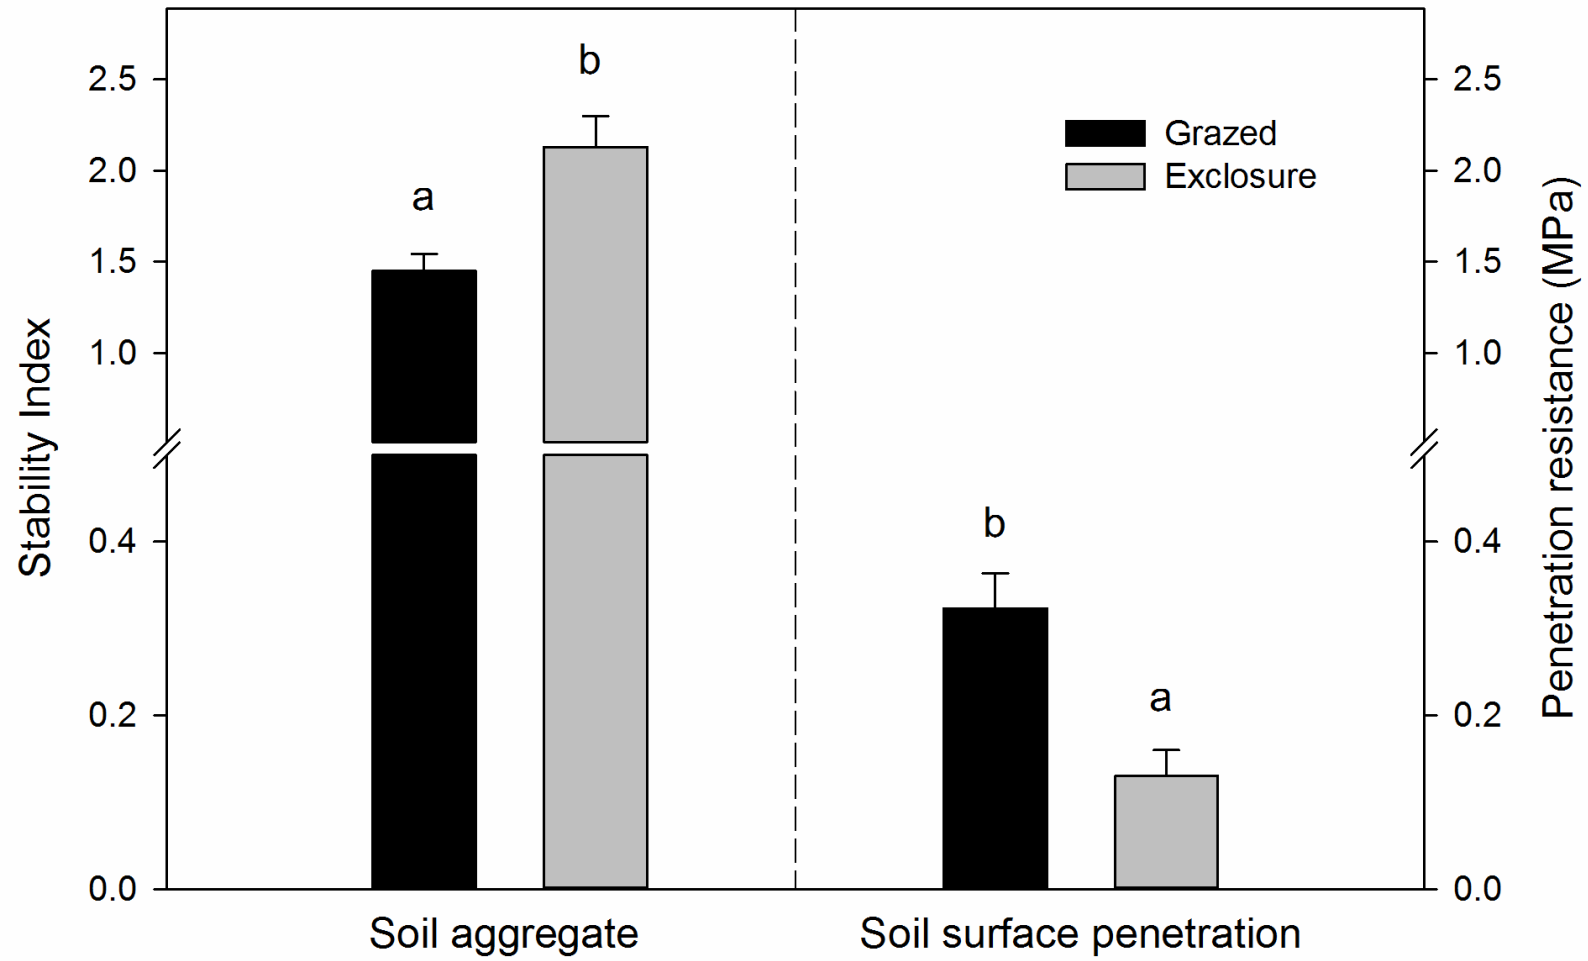 Stability Index
2.5
2.0
1.5
1.0
0.4
0.2
0.0
a
b
b
a
Grazed
Exclosure
2.5
2.0
1.5
1.0
0.4
0.2
0.0
Penetration resistance (MPa)
Soil aggregate
Soil surface penetration